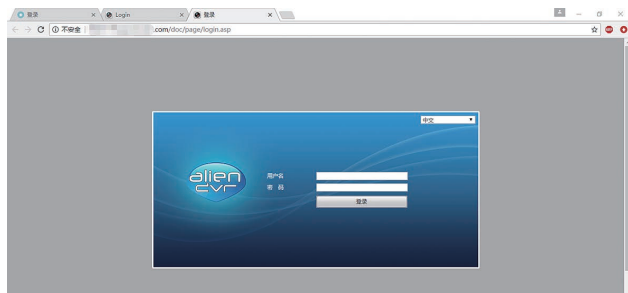 登录
Login
登录
不安全
.com/doc/page/login.asp
中文
alien
dvr
用户名
密 码
登录